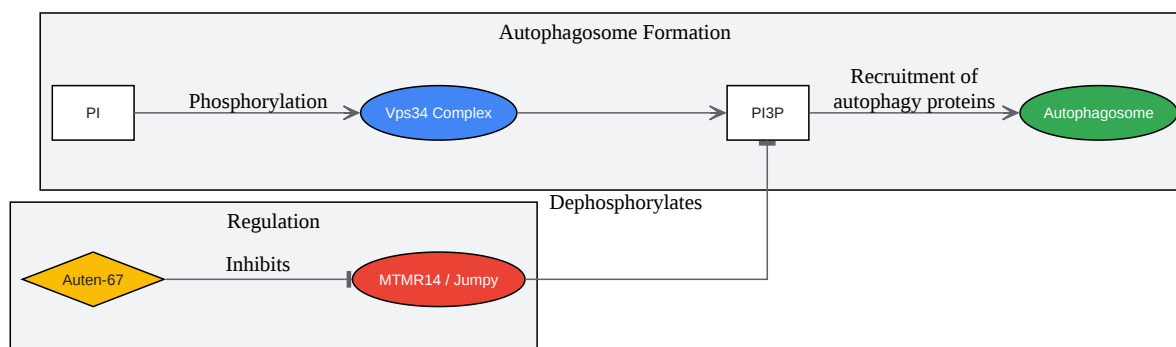 Autophagosome Formation
PI
Phosphorylation
Vps34 Complex
PI3P
Recruitment of
autophagy proteins
Autophagosome
Dephosphorylates
Regulation
Auten-67
Inhibits
MTMR14 / Jumpy